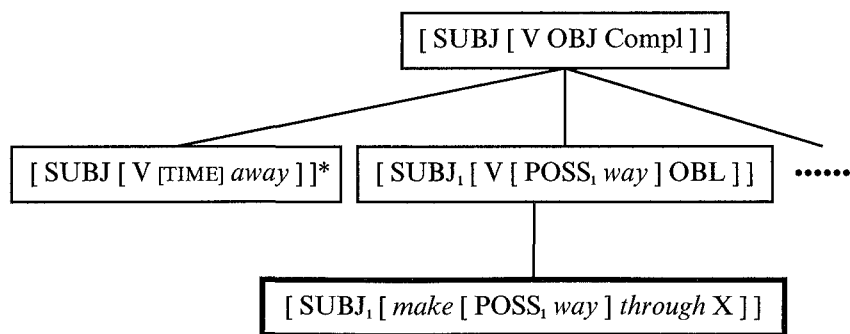 [ SUBJ [ V OBJ Compl ] ]
[ SUBJ [ V [TIME] away ] ]*
[ SUBJ₁ [ V [ POSS₁ way ] OBL ] ]
••••••
[ SUBJ₁ [ make [ POSS₁ way ] through X ] ]